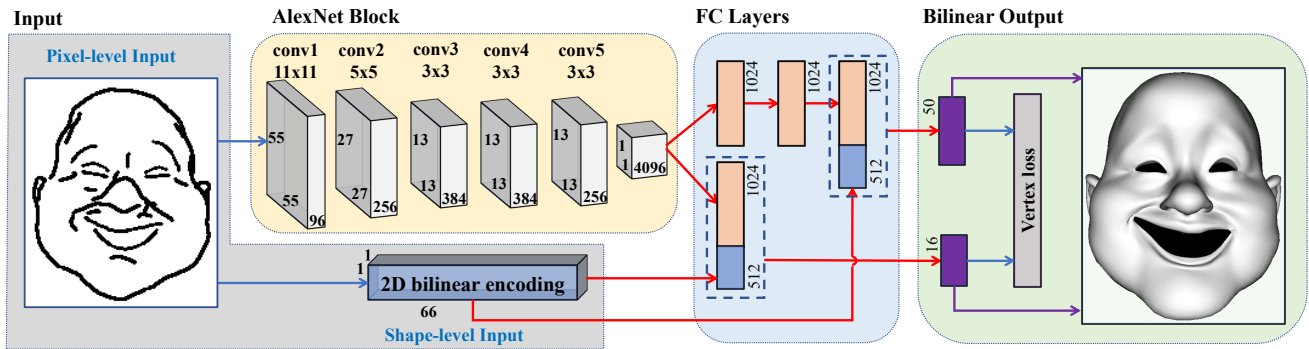 Input
AlexNet Block
FC Layers
Bilinear Output
Pixel-level Input
conv1
11x11
conv2
5x5
conv3
3x3
conv4
3x3
conv5
3x3
55
55
96
27
27
256
13
13
384
13
13
384
13
13
256
1
1
4096
1024
1024
1024
512
1024
512
50
16
Vertex loss
1
1
2D bilinear encoding
66
Shape-level Input